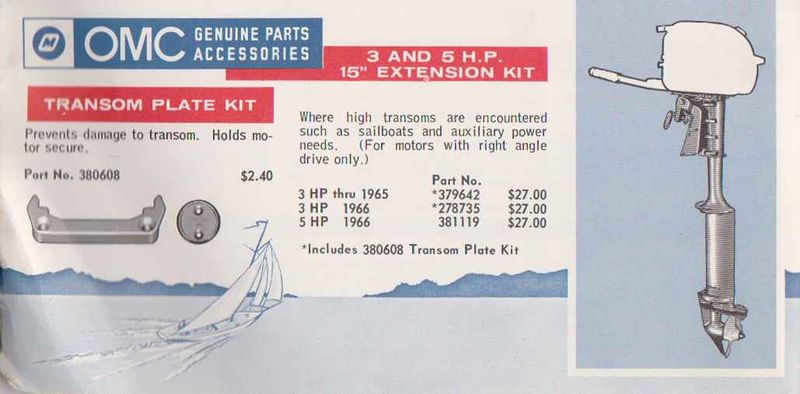 M OMC GENUINE PARTS
ACCESSORIES
3 AND 5 H.P.
15" EXTENSION KIT
TRANSOM PLATE KIT
Prevents damage to transom. Holds mo-
tor secure.
Part No. 380608 $2.40
Where high transoms are encountered
such as sailboats and auxiliary power
needs. (For motors with right angle
drive only.)
Part No.
3 HP thru 1965 *379642 $27.00
3 HP 1966 *278735 $27.00
5 HP 1966 381119 $27.00
*Includes 380608 Transom Plate Kit